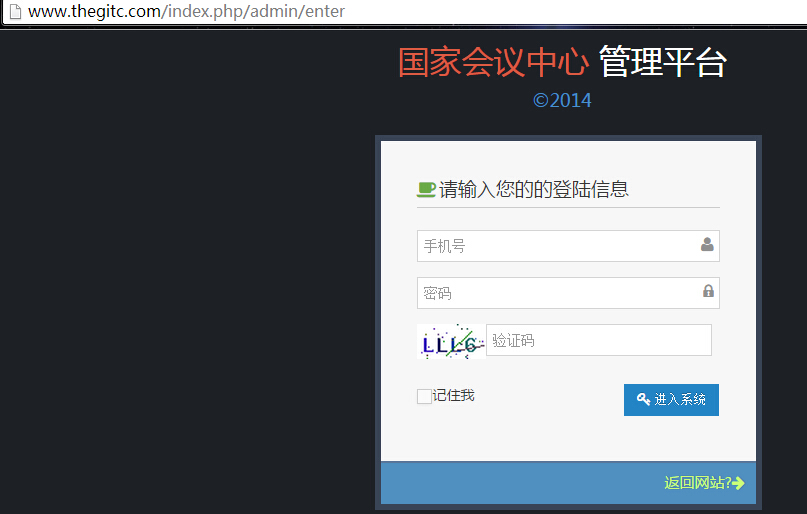 www.thegitc.com/index.php/admin/enter
国家会议中心 管理平台
©2014
请输入您的的登陆信息
手机号
密码
LLL6 验证码
记住我 进入系统
返回网站?